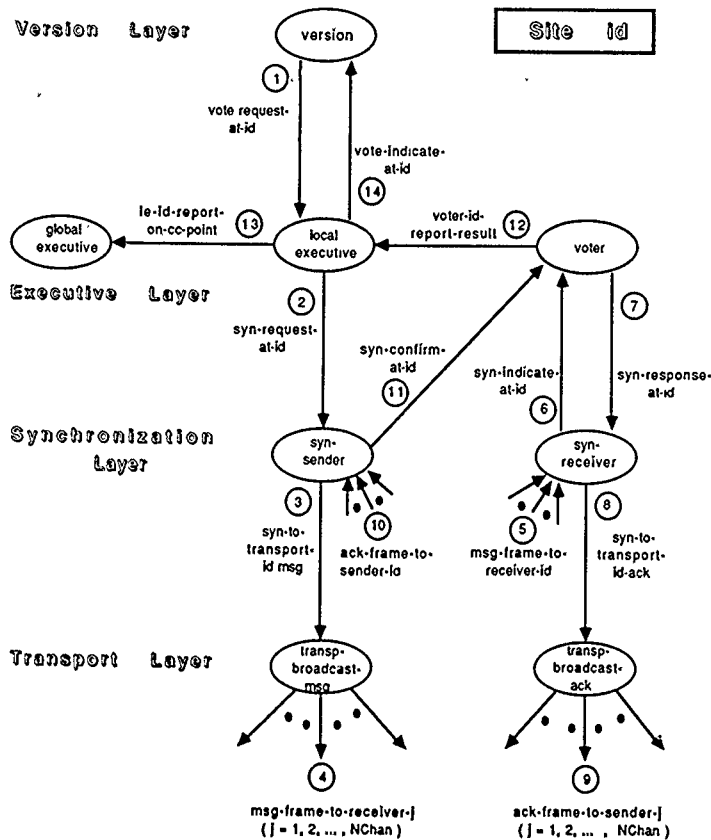 Version Layer
version
Site id
1
vote request-
at-id
vote-indicate-
at-id
14
le-id-report-
on-cc-point
13
voter-id-
report-result
12
global
executive
local
executive
voter
Executive Layer
2
7
syn-request-
at-id
syn-confirm-
at-id
11
syn-indicate-
at-id
6
syn-response-
at-id
Synchronization
Layer
syn-
sender
syn-
receiver
3
10
5
8
syn-to-
transport-
id msg
ack-frame-to-
sender-id
msg-frame-to-
receiver-id
syn-to-
transport-
id-ack
Transport Layer
transp-
broadcast-
msg
transp-
broadcast-
ack
4
9
msg-frame-to-receiver-j
( j = 1, 2, ... , NChan)
ack-frame-to-sender-j
( j = 1, 2, ... , NChan)